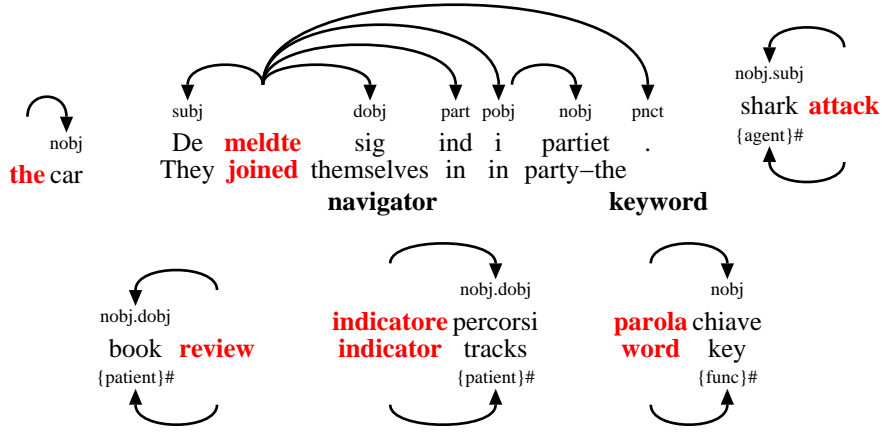 nobj
the car
subj dobj part pobj nobj pnct
De meldte sig ind i partiet .
They joined themselves in in party–the
navigator keyword
nobj.subj
shark attack
{agent}#
nobj.dobj
book review
{patient}#
nobj.dobj
indicatore percorsi
indicator tracks
{patient}#
nobj
parola chiave
word key
{func}#